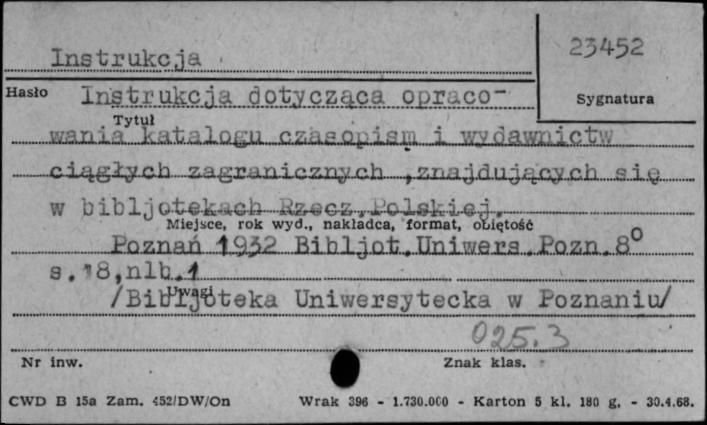 Instrukcja
23452
Hasło
Sygnatura
Instrukcja dotycząca opraco-
Tytuł
wania katalogu czasopism i wydawnictw
ciągłych zagranicznych ,znajdujących się
w bibljotekach Rzecz.Polskiej.
Miejsce, rok wyd., nakładca, format, objętość
Poznań 1932 Bibljot.Uniwers.Pozn.8°
s.18,nlb.1
Uwagi
/Bibljoteka Uniwersytecka w Poznaniu/
025.3
Nr inw.
Znak klas.
CWD B 15a Zam. 452/DW/On Wrak 396 - 1.730.000 - Karton 5 kl. 180 g. - 30.4.68.